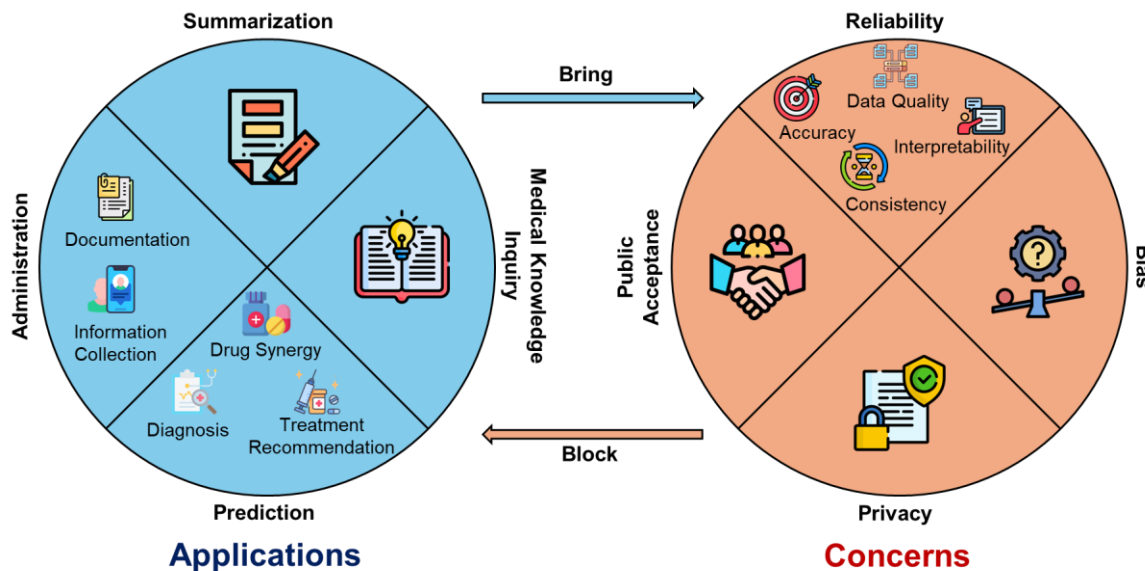 Summarization
Administration
Documentation
Information
Collection
Drug Synergy
Diagnosis
Treatment
Recommendation
Medical Knowledge
Inquiry
Prediction
Applications
Bring
Block
Reliability
Data Quality
Accuracy
Interpretability
Consistency
Public
Acceptance
Bias
Privacy
Concerns